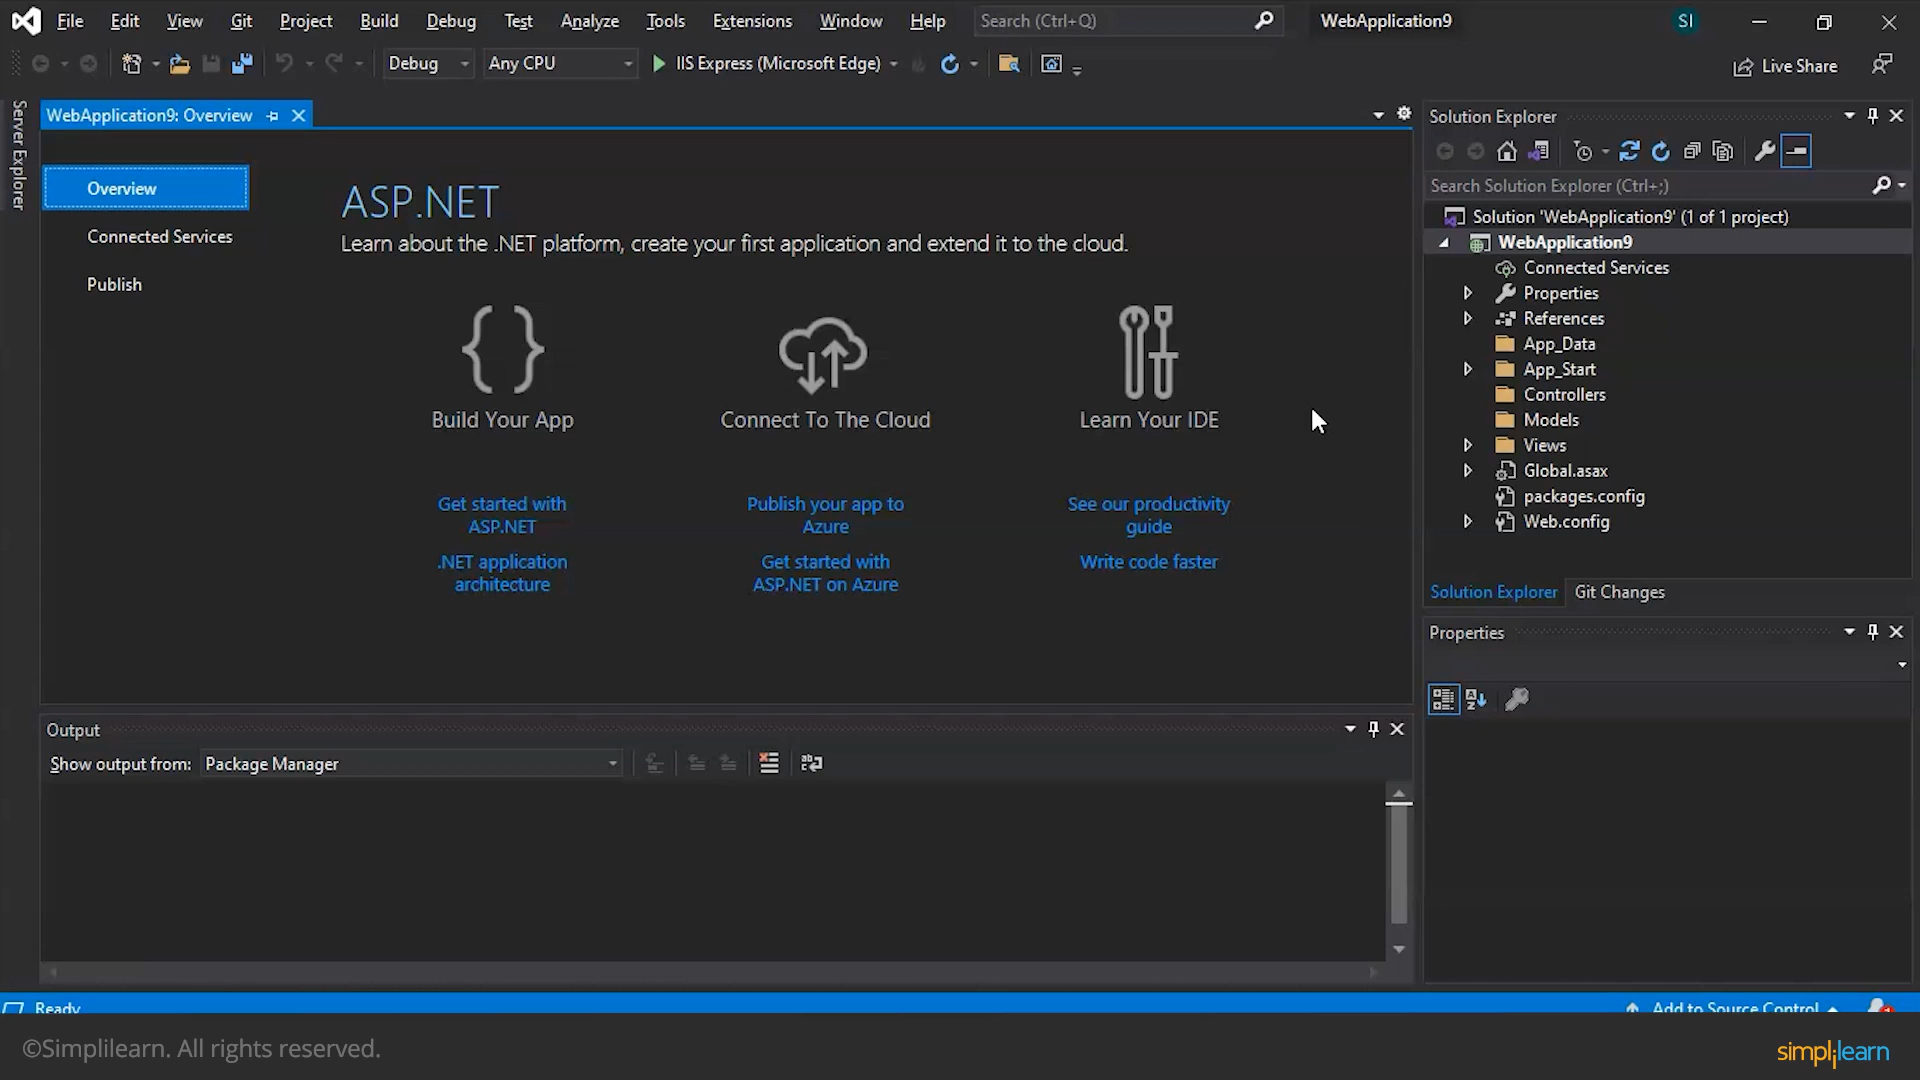 File Edit View Git Project Build Debug Test Analyze Tools Extensions Window Help Search (Ctrl+Q) WebApplication9 SI
Debug Any CPU IIS Express (Microsoft Edge) Live Share
Server Explorer
WebApplication9: Overview
Overview
Connected Services
Publish
ASP.NET
Learn about the .NET platform, create your first application and extend it to the cloud.
Build Your App
Connect To The Cloud
Learn Your IDE
Get started with
ASP.NET
.NET application
architecture
Publish your app to
Azure
Get started with
ASP.NET on Azure
See our productivity
guide
Write code faster
Output
Show output from: Package Manager
Solution Explorer
Search Solution Explorer (Ctrl+;)
Solution 'WebApplication9' (1 of 1 project)
WebApplication9
Connected Services
Properties
References
App_Data
App_Start
Controllers
Models
Views
Global.asax
packages.config
Web.config
Solution Explorer Git Changes
Properties
Ready
Add to Source Control
©Simplilearn. All rights reserved.
simplilearn